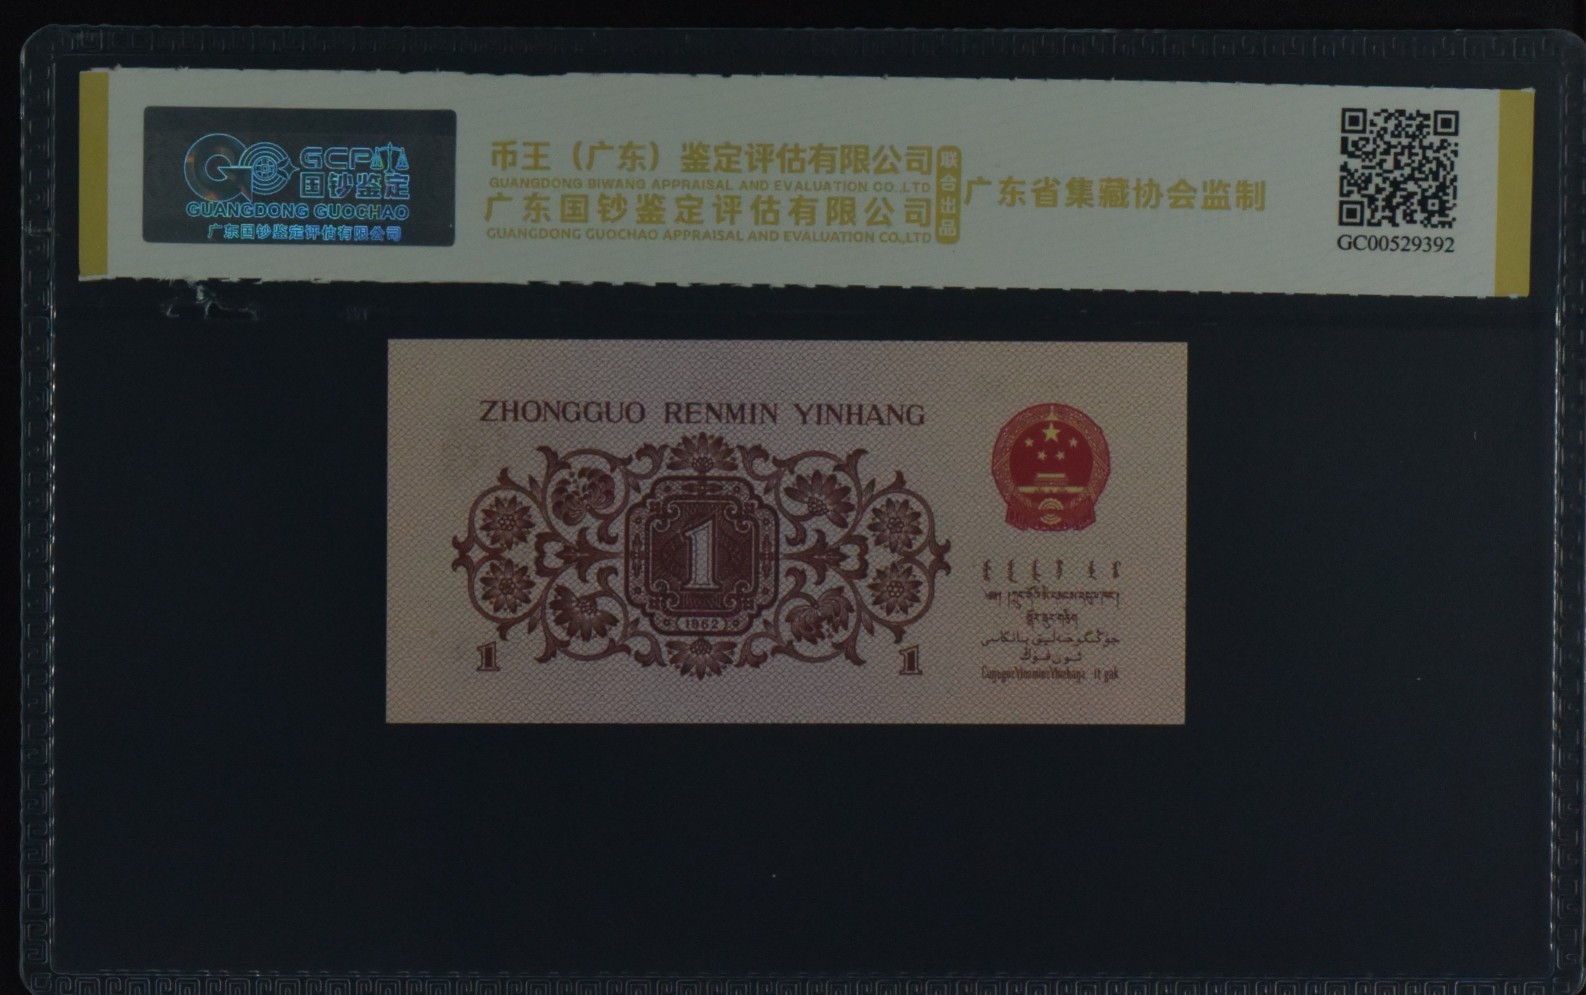 GCP
国钞鉴定
GUANGDONG GUOCHAO
广东国钞鉴定评估有限公司
币王（广东）鉴定评估有限公司
GUANGDONG BIWANG APPRAISAL AND EVALUATION CO.,LTD
广东国钞鉴定评估有限公司
GUANGDONG GUOCHAO APPRAISAL AND EVALUATION CO.,LTD
联合出品
广东省集藏协会监制
GC00529392
ZHONGGUO RENMIN YINHANG
1
(1962)
1
1